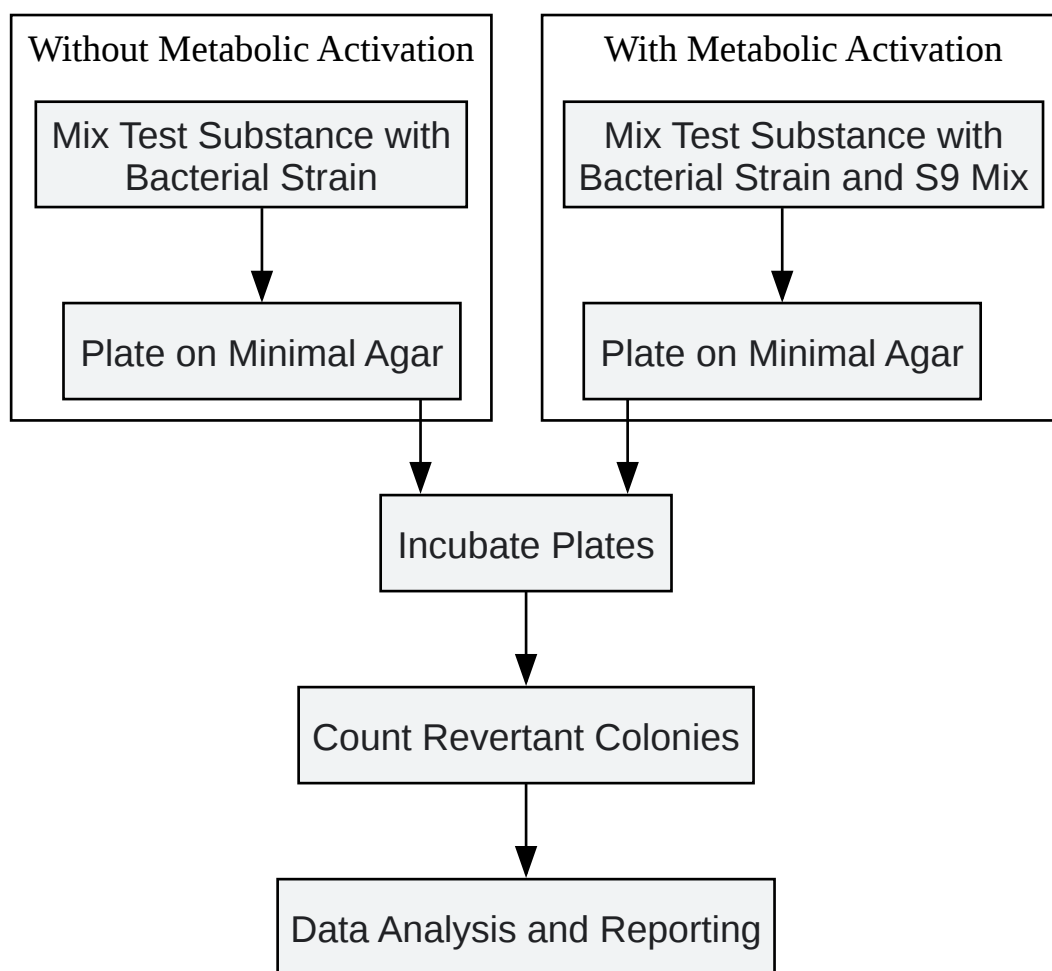 Without Metabolic Activation
Mix Test Substance with
Bacterial Strain
Plate on Minimal Agar
With Metabolic Activation
Mix Test Substance with
Bacterial Strain and S9 Mix
Plate on Minimal Agar
Incubate Plates
Count Revertant Colonies
Data Analysis and Reporting